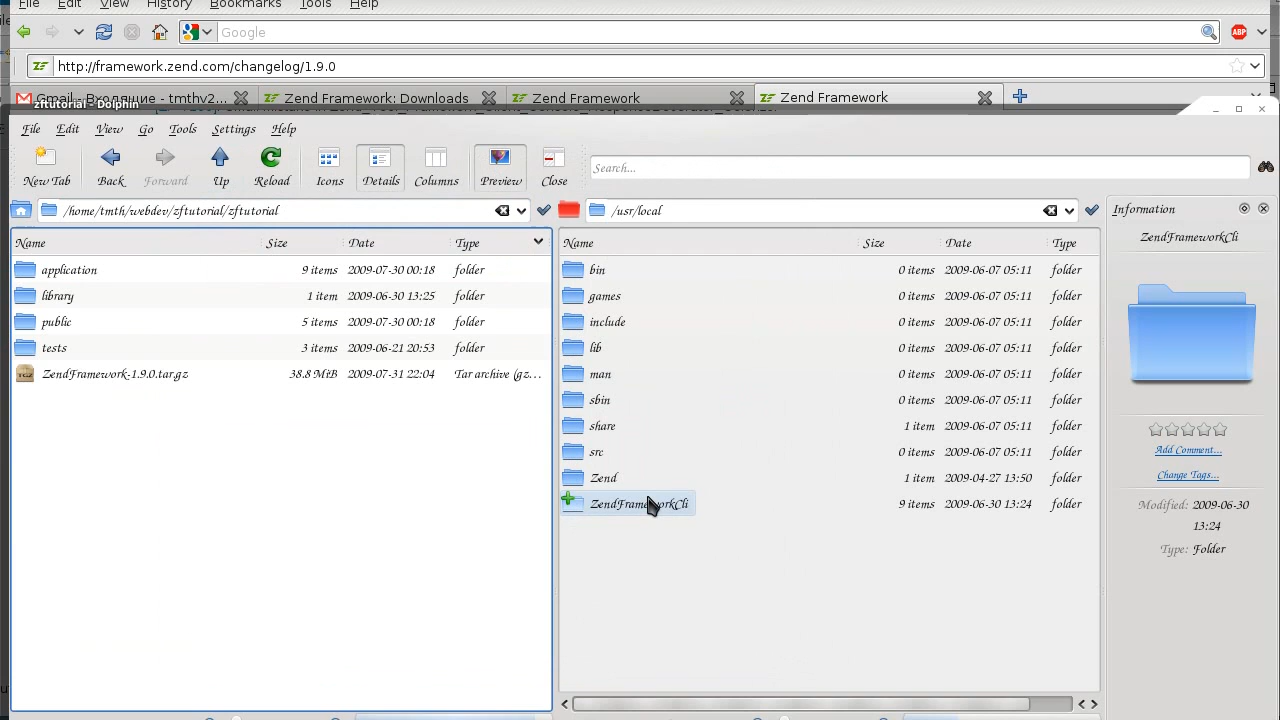 File Edit View History Bookmarks Tools Help
Google
http://framework.zend.com/changelog/1.9.0
Gmail - Входящие - tmthv2... Zend Framework: Downloads Zend Framework Zend Framework
zftutorial - Dolphin
File Edit View Go Tools Settings Help
New Tab Back Forward Up Reload Icons Details Columns Preview Close Search...
/home/tmth/webdev/zftutorial/zftutorial /usr/local Information
Name Size Date Type Name Size Date Type ZendFrameworkCli
application 9 items 2009-07-30 00:18 folder bin 0 items 2009-06-07 05:11 folder
library 1 item 2009-06-30 13:25 folder games 0 items 2009-06-07 05:11 folder
public 5 items 2009-07-30 00:18 folder include 0 items 2009-06-07 05:11 folder
tests 3 items 2009-06-21 20:53 folder lib 0 items 2009-06-07 05:11 folder
ZendFramework-1.9.0.tar.gz 38.8 MiB 2009-07-31 22:04 Tar archive (gz... man 0 items 2009-06-07 05:11 folder
sbin 0 items 2009-06-07 05:11 folder
share 1 item 2009-06-07 05:11 folder
src 0 items 2009-06-07 05:11 folder
Zend 1 item 2009-04-27 13:50 folder
ZendFrameworkCli 9 items 2009-06-30 13:24 folder
Add Comment...
Change Tags...
Modified: 2009-06-30
13:24
Type: Folder